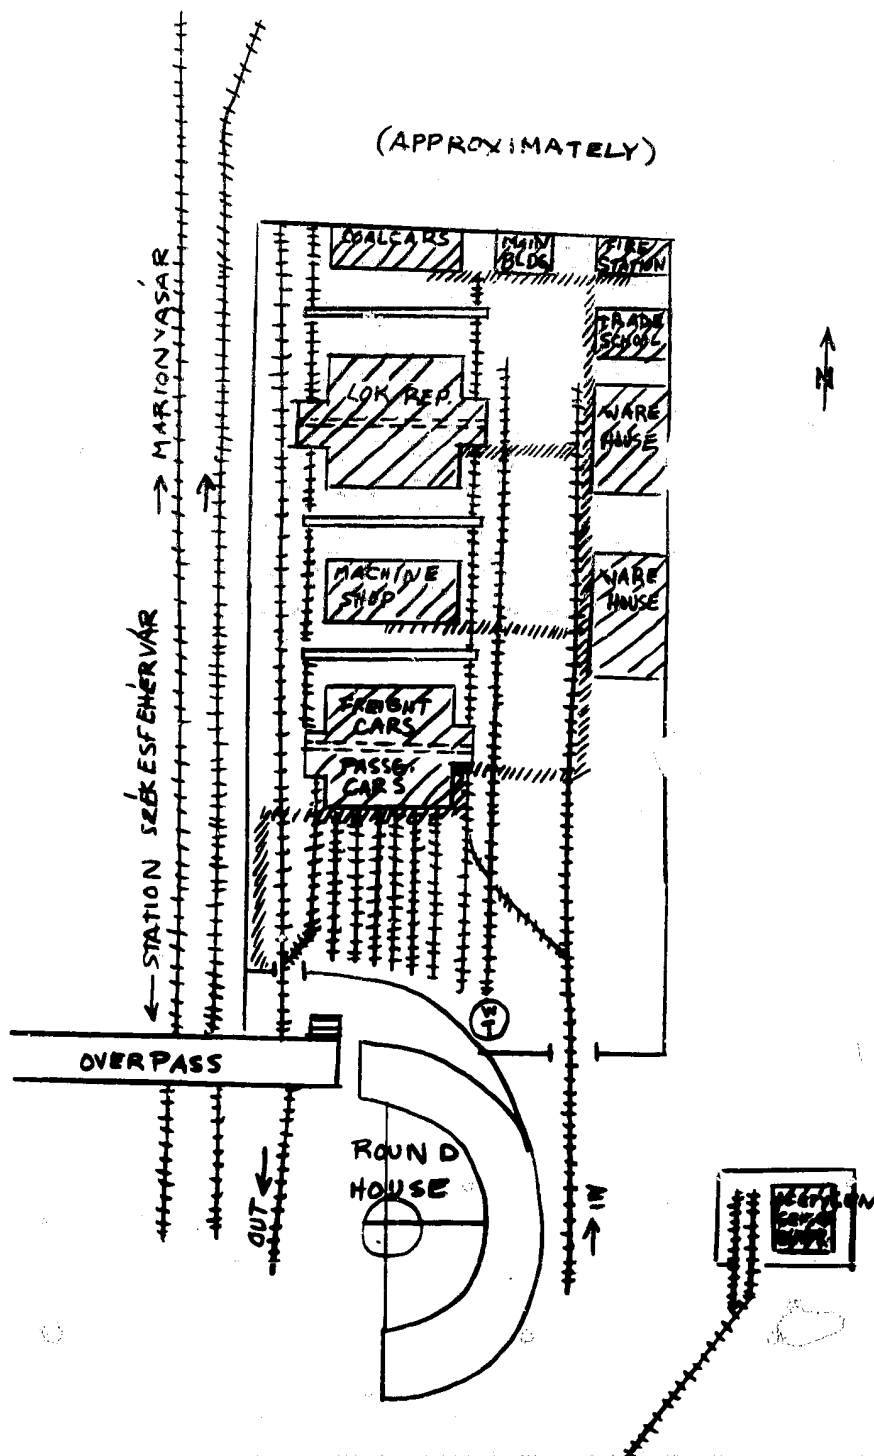 (APPROXIMATELY)
COALCARS
MAIN
BLDG
FIRE
STATION
TRADE
SCHOOL
N
LOK REP.
WARE
HOUSE
→ MARTONVÁSÁR
MACHINE
SHOP
WARE
HOUSE
FREIGHT
CARS
PASSG.
CARS
← STATION SZÉKESFEHÉRVÁR
OVERPASS
ROUND
HOUSE
OUT
IN